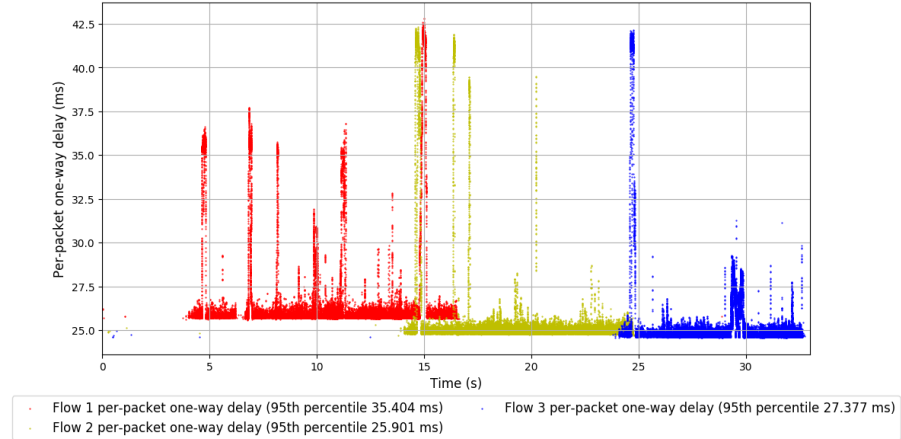 42.5
40.0
37.5
35.0
32.5
30.0
27.5
25.0
Per-packet one-way delay (ms)
0 5 10 15 20 25 30
Time (s)
Flow 1 per-packet one-way delay (95th percentile 35.404 ms)
Flow 2 per-packet one-way delay (95th percentile 25.901 ms)
Flow 3 per-packet one-way delay (95th percentile 27.377 ms)